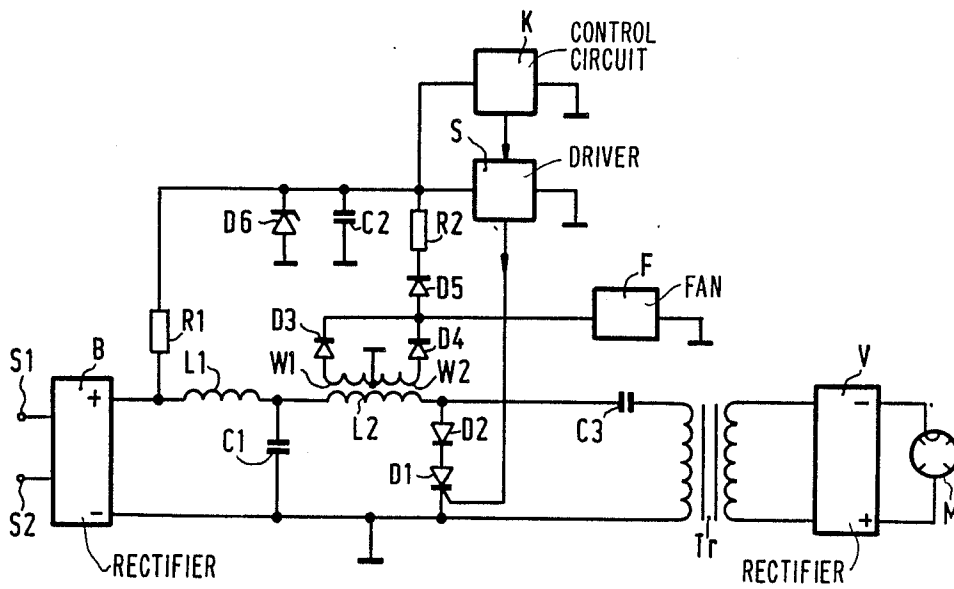 K
CONTROL
CIRCUIT
S
DRIVER
D6
C2
R2
D5
F
FAN
D3
D4
R1
W1
W2
S1
B
L1
V
+
L2
C3
-
C1
D2
D1
M
S2
-
Tr
+
RECTIFIER
RECTIFIER